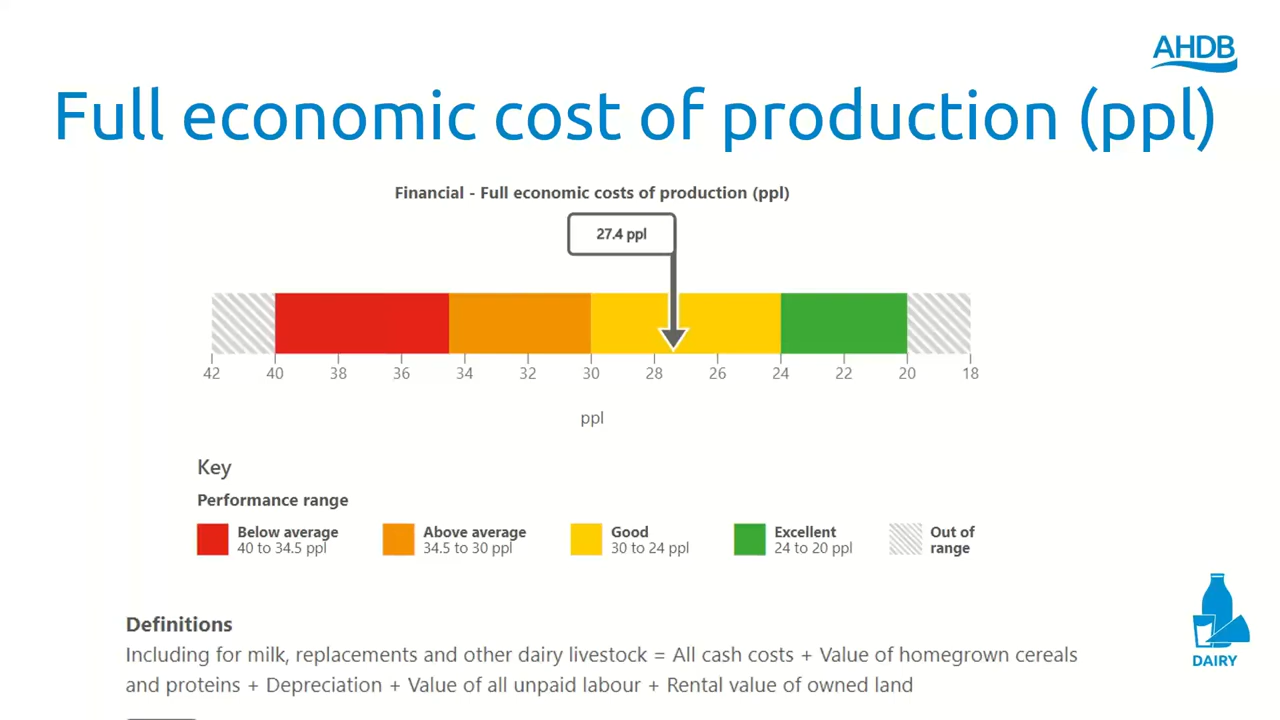 AHDB
Full economic cost of production (ppl)
Financial - Full economic costs of production (ppl)
27.4 ppl
42 40 38 36 34 32 30 28 26 24 22 20 18
ppl
Key
Performance range
Below average Above average Good Excellent Out of
40 to 34.5 ppl 34.5 to 30 ppl 30 to 24 ppl 24 to 20 ppl range
Definitions
Including for milk, replacements and other dairy livestock = All cash costs + Value of homegrown cereals
and proteins + Depreciation + Value of all unpaid labour + Rental value of owned land
DAIRY